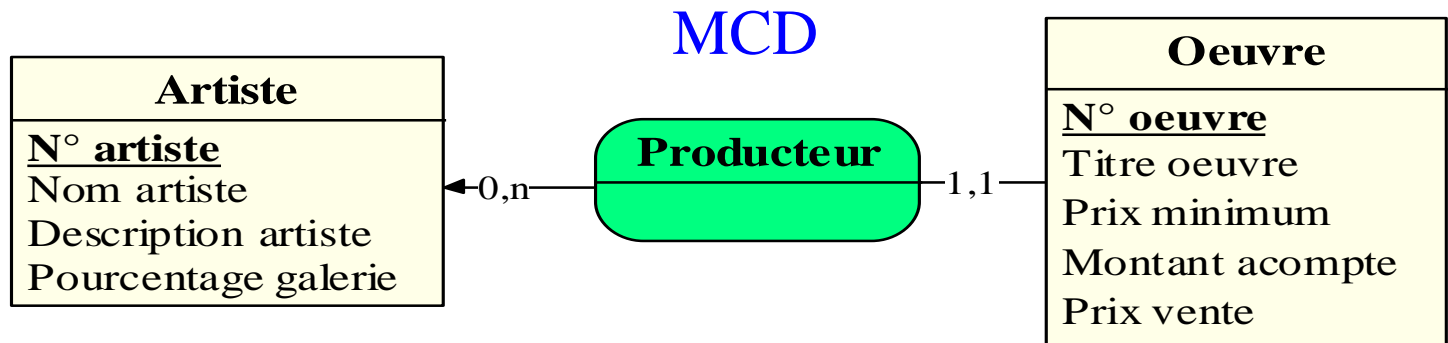 MCD
Artiste
N° artiste
Nom artiste
Description artiste
Pourcentage galerie
0,n
Producteur
1,1
Oeuvre
N° oeuvre
Titre oeuvre
Prix minimum
Montant acompte
Prix vente